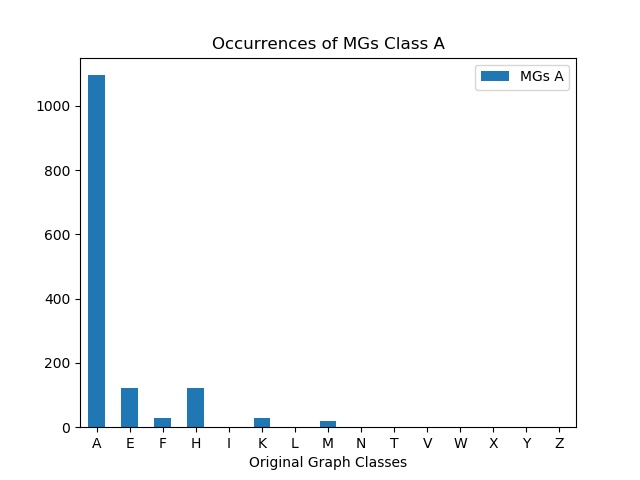 Occurrences of MGs Class A
MGs A
1000
800
600
400
200
0
A E F H I K L M N T V W X Y Z
Original Graph Classes